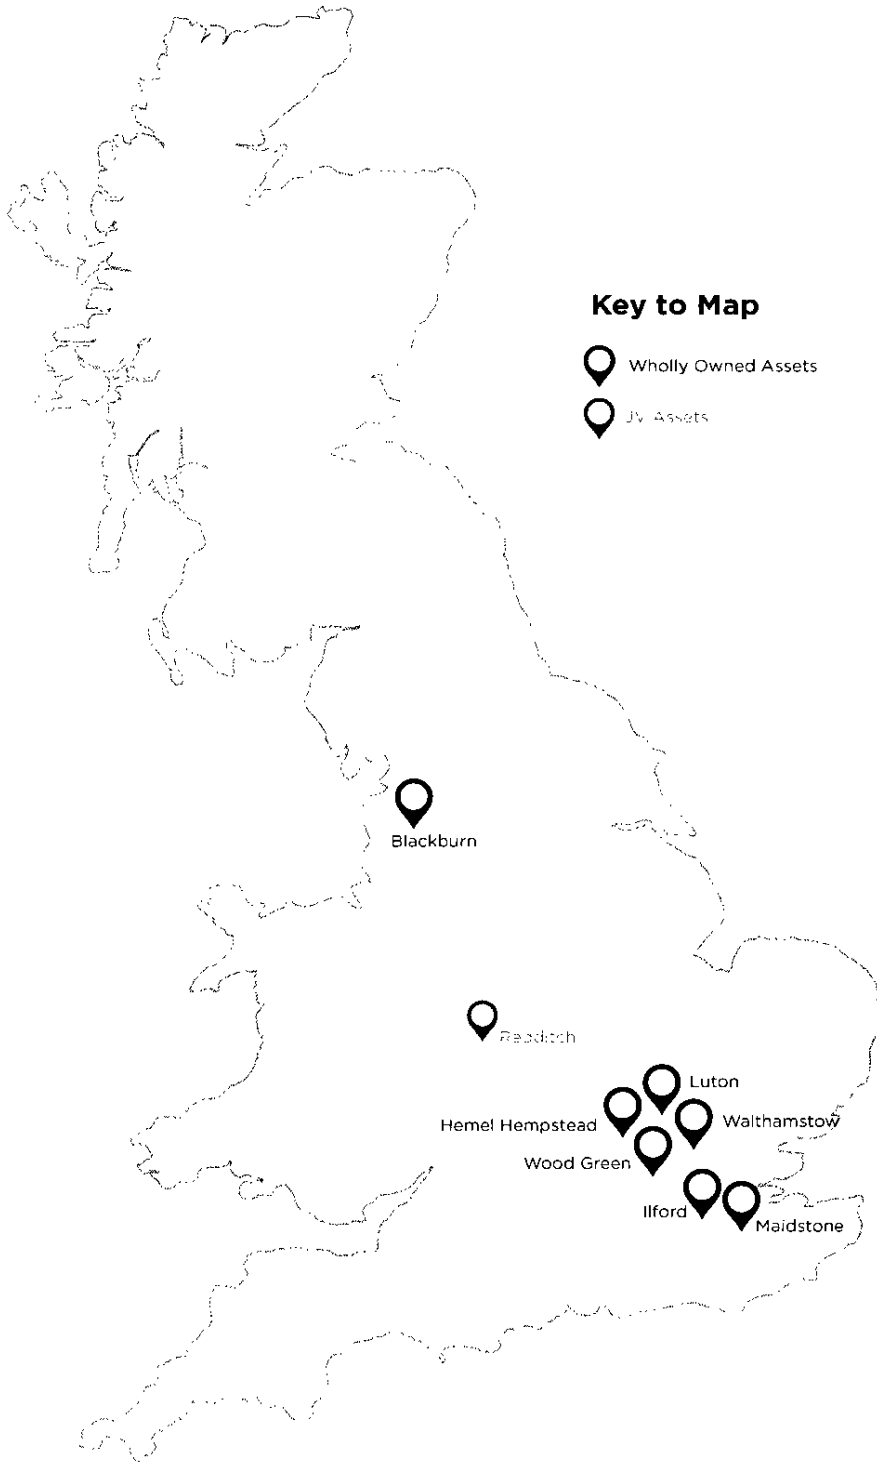 Key to Map
Wholly Owned Assets
JV Assets
Blackburn
Redditch
Luton
Hemel Hempstead
Walthamstow
Wood Green
Ilford
Maidstone